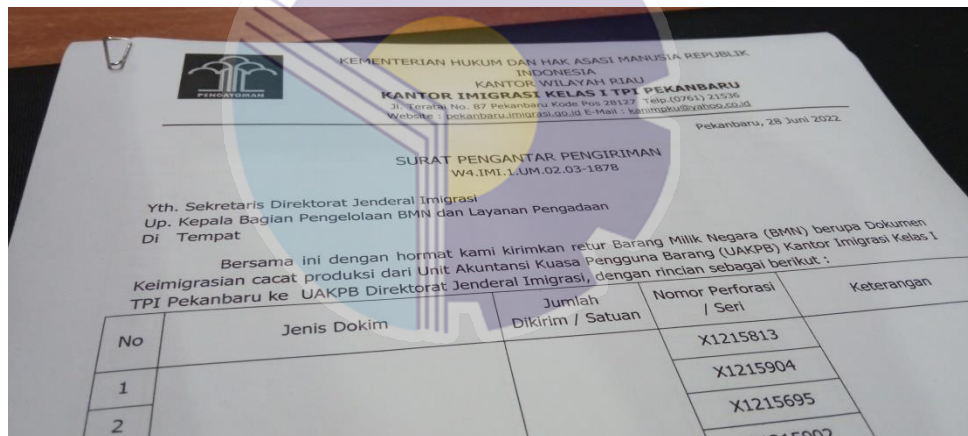 PENGAYOMAN
KEMENTERIAN HUKUM DAN HAK ASASI MANUSIA REPUBLIK
INDONESIA
KANTOR WILAYAH RIAU
KANTOR IMIGRASI KELAS I TPI PEKANBARU
Jl. Teratai No. 87 Pekanbaru Kode Pos 28127 Telp.(0761) 21536
Website : pekanbaru.imigrasi.go.id E-Mail : kanimpku@yahoo.co.id
Pekanbaru, 28 Juni 2022
SURAT PENGANTAR PENGIRIMAN
W4.IMI.1.UM.02.03-1878
Yth. Sekretaris Direktorat Jenderal Imigrasi
Up. Kepala Bagian Pengelolaan BMN dan Layanan Pengadaan
Di Tempat
Bersama ini dengan hormat kami kirimkan retur Barang Milik Negara (BMN) berupa Dokumen
Keimigrasian cacat produksi dari Unit Akuntansi Kuasa Pengguna Barang (UAKPB) Kantor Imigrasi Kelas I
TPI Pekanbaru ke UAKPB Direktorat Jenderal Imigrasi, dengan rincian sebagai berikut :
No
Jenis Dokim
Jumlah
Dikirim / Satuan
Nomor Perforasi
/ Seri
Keterangan
X1215813
1
X1215904
X1215695
2